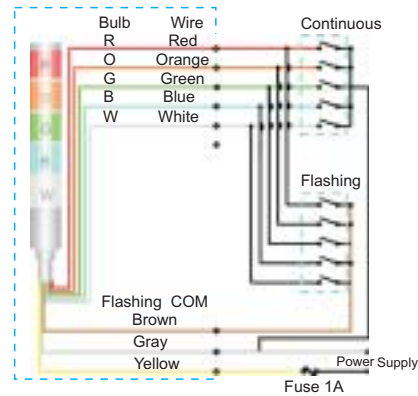 Bulb Wire Continuous
R Red
O Orange
G Green
B Blue
W White
R
O
G
B
W
Flashing
Flashing COM
Brown
Gray
Yellow
Power Supply
Fuse 1A